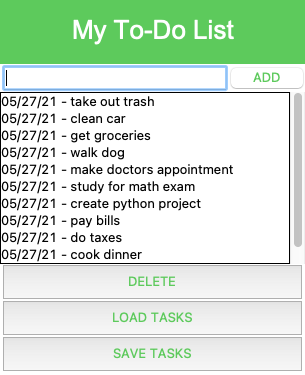 My To-Do List
ADD
05/27/21 - take out trash
05/27/21 - clean car
05/27/21 - get groceries
05/27/21 - walk dog
05/27/21 - make doctors appointment
05/27/21 - study for math exam
05/27/21 - create python project
05/27/21 - pay bills
05/27/21 - do taxes
05/27/21 - cook dinner
DELETE
LOAD TASKS
SAVE TASKS